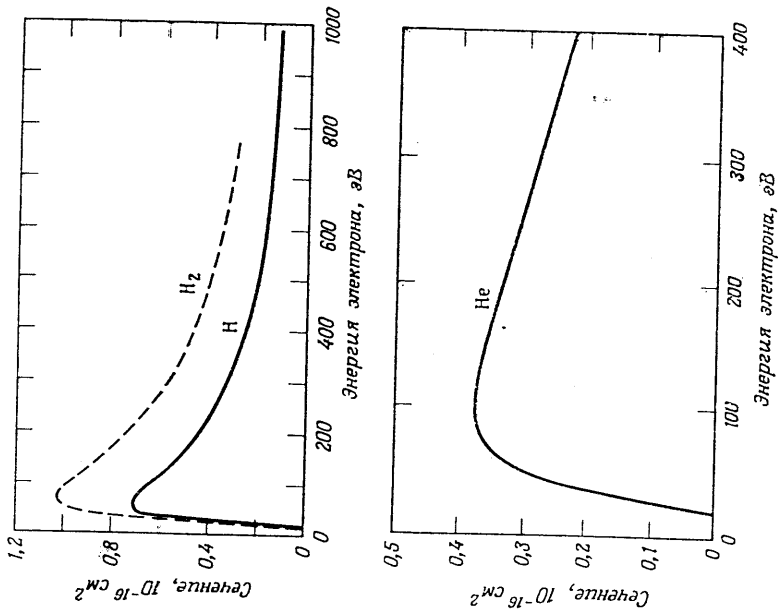 Сечение, 10⁻¹⁶ см²
1,2
0,8
0,4
0
H₂
H
0 200 400 600 800 1000
Энергия электрона, эВ
Сечение, 10⁻¹⁶ см²
0,5
0,4
0,3
0,2
0,1
0
He
0 100 200 300 400
Энергия электрона, эВ